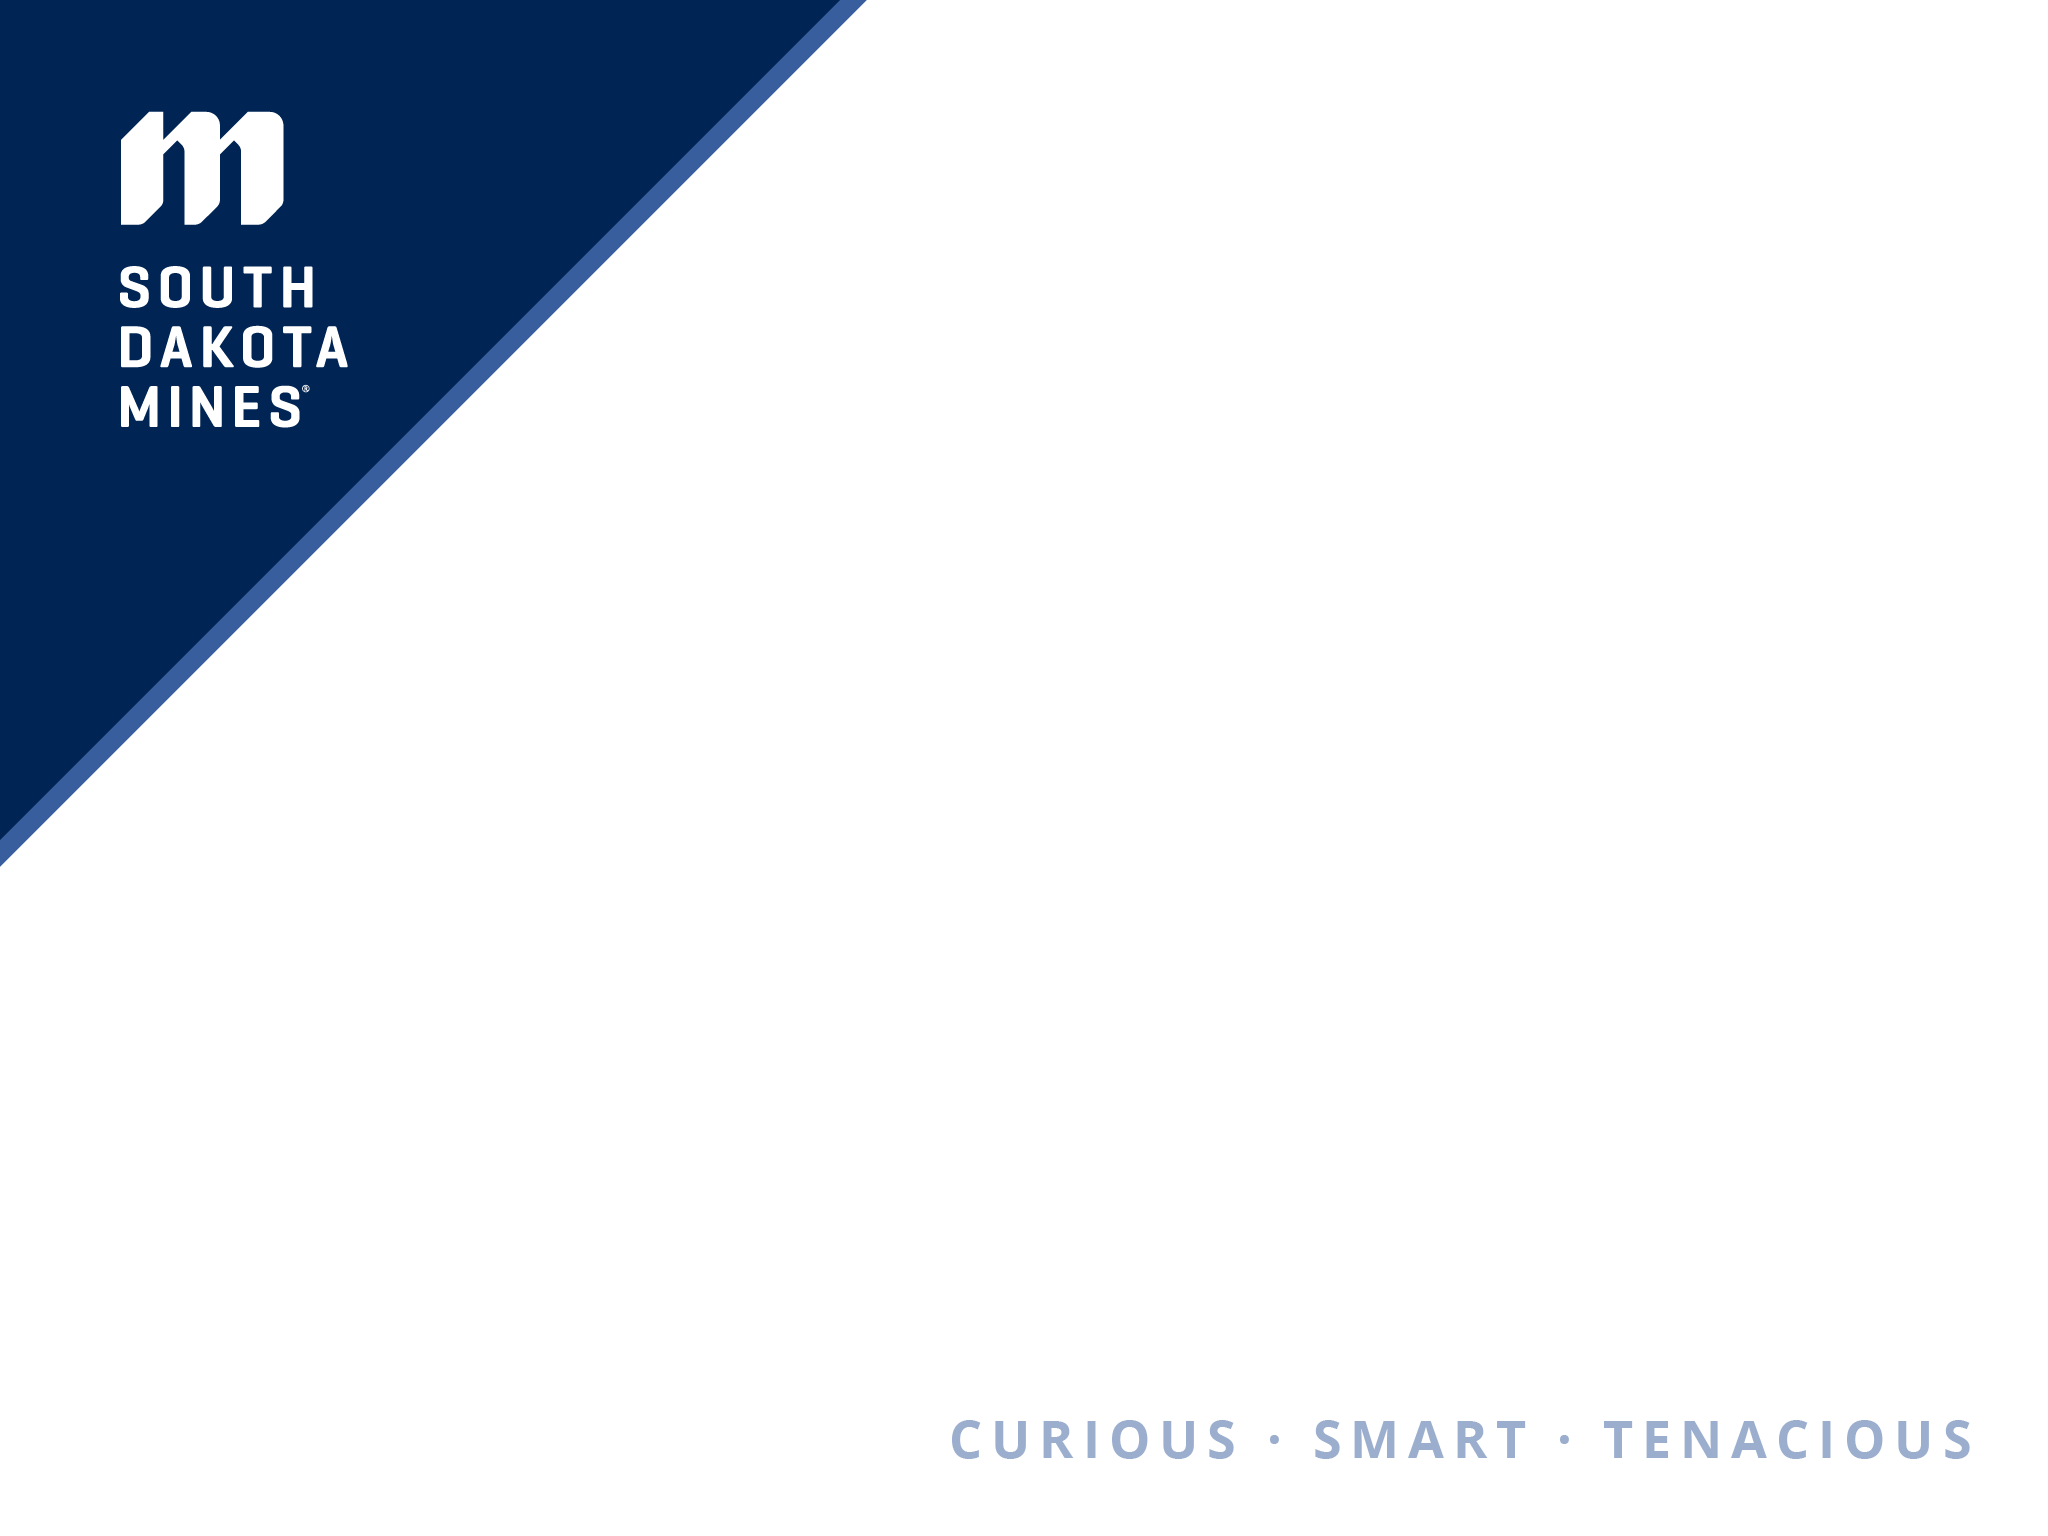 m
SOUTH
DAKOTA
MINES®
CURIOUS · SMART · TENACIOUS